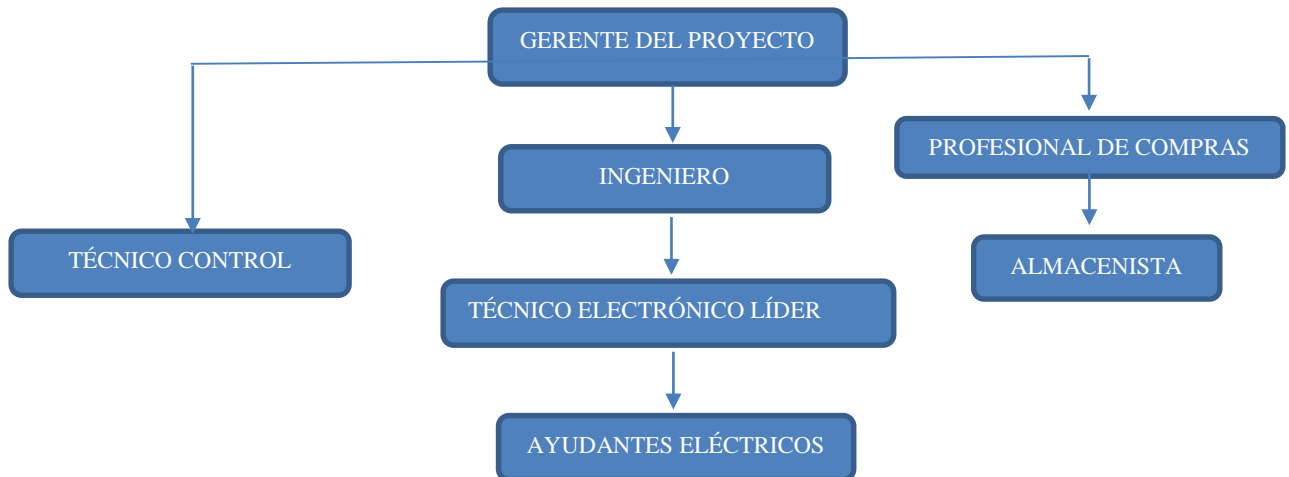 GERENTE DEL PROYECTO
PROFESIONAL DE COMPRAS
INGENIERO
TÉCNICO CONTROL
ALMACENISTA
TÉCNICO ELECTRÓNICO LÍDER
AYUDANTES ELÉCTRICOS